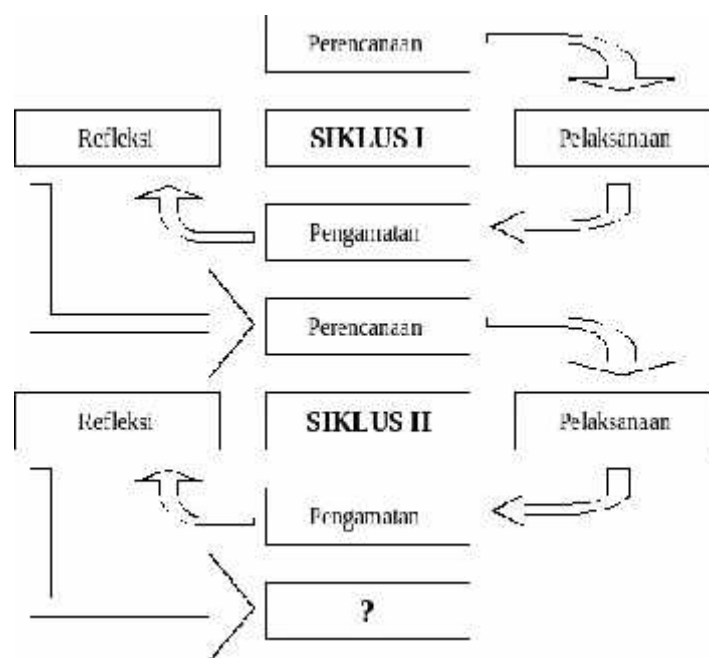 Perencanaan
Refleksi
SIKLUS I
Pelaksanaan
Pengamatan
Perencanaan
Refleksi
SIKLUS II
Pelaksanaan
Pengamatan
?